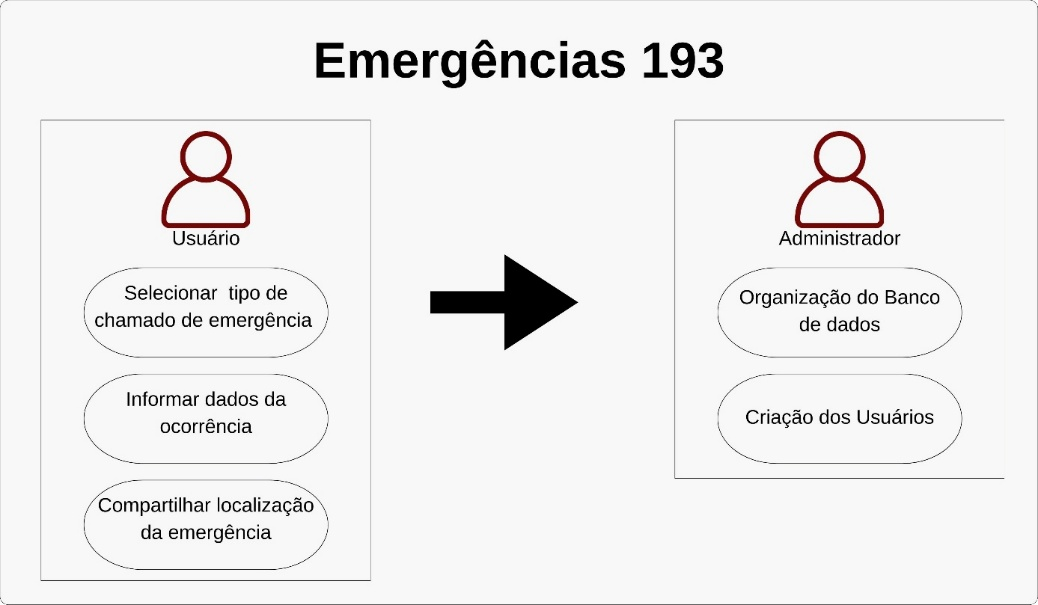 Emergências 193
Usuário
Selecionar  tipo de
chamado de emergência
Informar dados da
ocorrência
Compartilhar localização
da emergência
Administrador
Organização do Banco
de dados
Criação dos Usuários